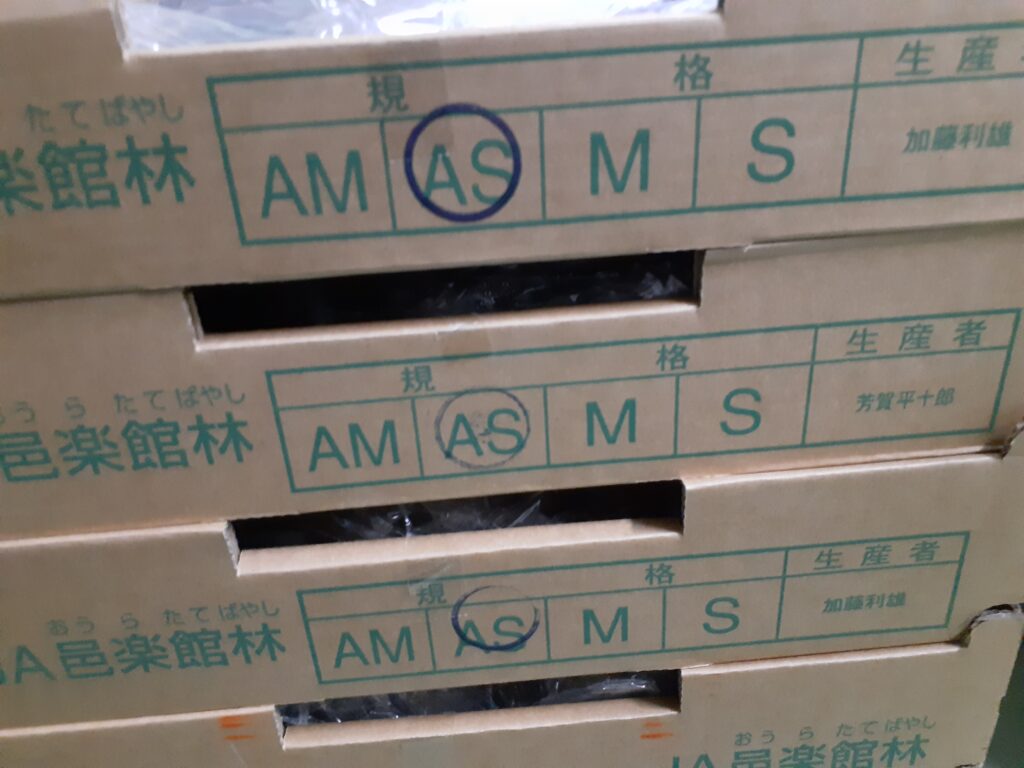 たてばやし
楽館林
規格
生産
AM AS M S
加藤利雄
おうら たてばやし
邑楽館林
規格
生産者
AM AS M S
芳賀平十郎
おうら たてばやし
JA邑楽館林
規格
生産者
AM AS M S
加藤利雄
おうら たてばやし
JA邑楽館林